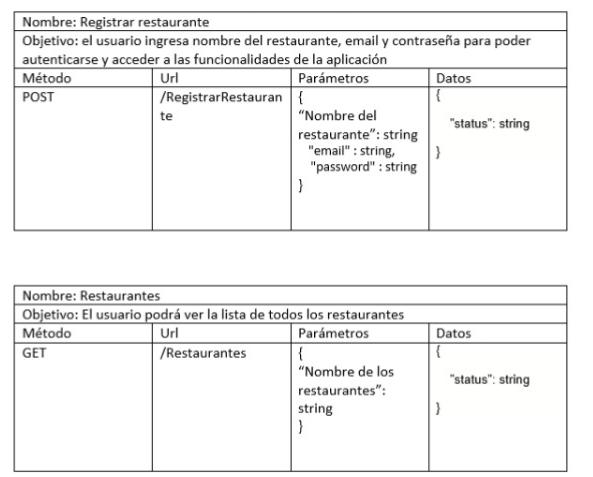 Nombre: Registrar restaurante
Objetivo: el usuario ingresa nombre del restaurante, email y contraseña para poder
autenticarse y acceder a las funcionalidades de la aplicación
Método Url Parámetros Datos
POST
/RegistrarRestauran
te
{
“Nombre del
restaurante”: string
"email" : string,
"password" : string
}
{
"status": string
}
Nombre: Restaurantes
Objetivo: El usuario podrá ver la lista de todos los restaurantes
Método Url Parámetros Datos
GET
/Restaurantes
{
“Nombre de los
restaurantes”:
string
}
{
"status": string
}